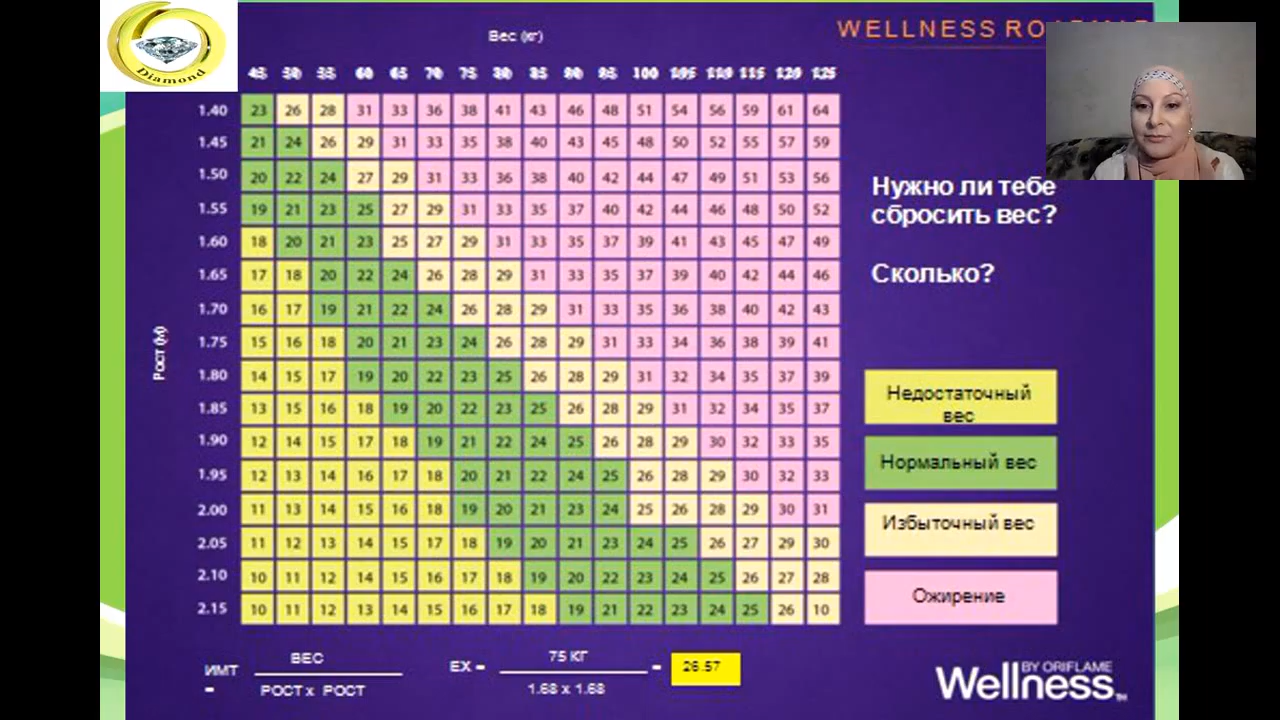 Diamond
WELLNESS RO
Вес (кг)
45 50 55 60 65 70 75 80 85 90 95 100 105 110 115 120 125
1.40 23 26 28 31 33 36 38 41 43 46 48 51 54 56 59 61 64
1.45 21 24 26 29 31 33 35 38 40 43 45 48 50 52 55 57 59
1.50 20 22 24 27 29 31 33 36 38 40 42 44 47 49 51 53 56
1.55 19 21 23 25 27 29 31 33 35 37 40 42 44 46 48 50 52
1.60 18 20 21 23 25 27 29 31 33 35 37 39 41 43 45 47 49
1.65 17 18 20 22 24 26 28 29 31 33 35 37 39 40 42 44 46
1.70 16 17 19 21 22 24 26 28 29 31 33 35 36 38 40 42 43
1.75 15 16 18 20 21 23 24 26 28 29 31 33 34 36 38 39 41
1.80 14 15 17 19 20 22 23 25 26 28 29 31 32 34 35 37 39
1.85 13 15 16 18 19 20 22 23 25 26 28 29 31 32 34 35 37
1.90 12 14 15 17 18 19 21 22 24 25 26 28 29 30 32 33 35
1.95 12 13 14 16 17 18 20 21 22 24 25 26 28 29 30 32 33
2.00 11 13 14 15 16 18 19 20 21 23 24 25 26 28 29 30 31
2.05 11 12 13 14 15 17 18 19 20 21 23 24 25 26 27 29 30
2.10 10 11 12 14 15 16 17 18 19 20 22 23 24 25 26 27 28
2.15 10 11 12 13 14 15 16 17 18 19 21 22 23 24 25 26 10
Рост (м)
Нужно ли тебе
сбросить вес?
Сколько?
Недостаточный
вес
Нормальный вес
Избыточный вес
Ожирение
ИМТ =
ВЕС
РОСТ х РОСТ
EX =
75 КГ
1.68 x 1.68
= 26.57
Wellness BY ORIFLAME